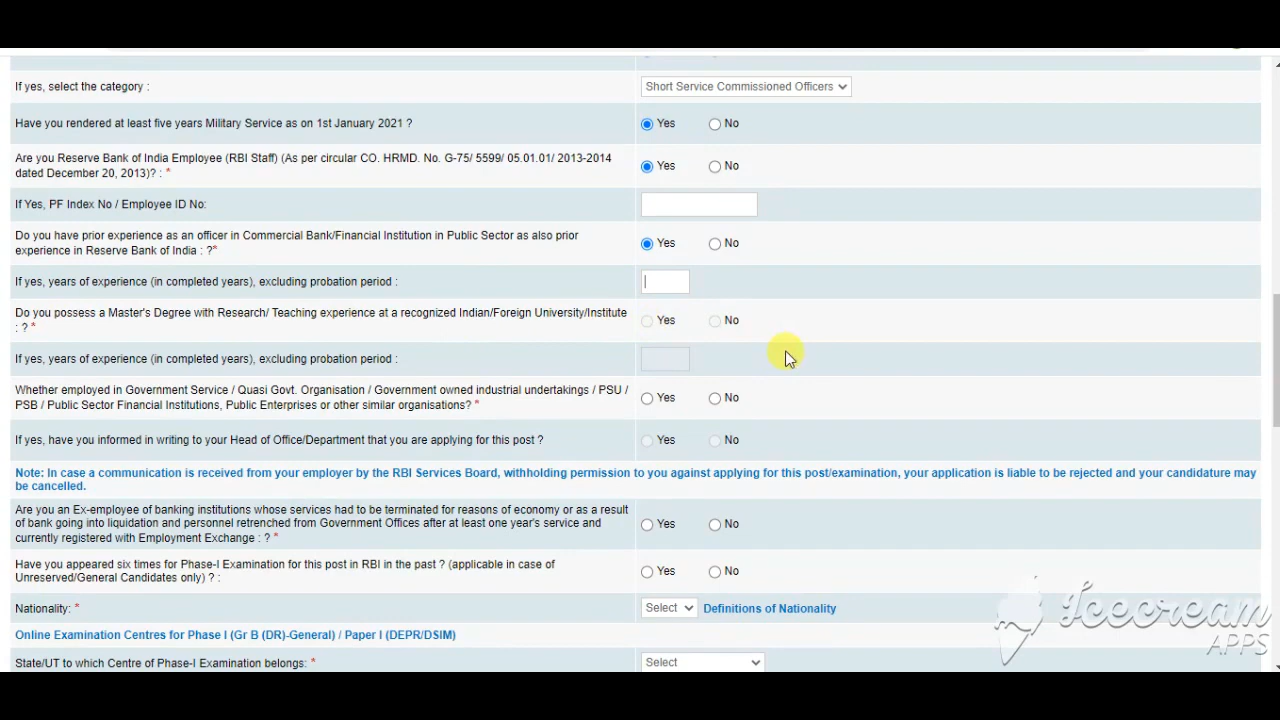 If yes, select the category :
Short Service Commissioned Officers
Have you rendered at least five years Military Service as on 1st January 2021 ?
Yes No
Are you Reserve Bank of India Employee (RBI Staff) (As per circular CO. HRMD. No. G-75/ 5599/ 05.01.01/ 2013-2014
dated December 20, 2013)? : *
Yes No
If Yes, PF Index No / Employee ID No:
Do you have prior experience as an officer in Commercial Bank/Financial Institution in Public Sector as also prior
experience in Reserve Bank of India : ?*
Yes No
If yes, years of experience (in completed years), excluding probation period :
Do you possess a Master's Degree with Research/ Teaching experience at a recognized Indian/Foreign University/Institute
: ? *
Yes No
If yes, years of experience (in completed years), excluding probation period :
Whether employed in Government Service / Quasi Govt. Organisation / Government owned industrial undertakings / PSU /
PSB / Public Sector Financial Institutions, Public Enterprises or other similar organisations? *
Yes No
If yes, have you informed in writing to your Head of Office/Department that you are applying for this post ?
Yes No
Note: In case a communication is received from your employer by the RBI Services Board, withholding permission to you against applying for this post/examination, your application is liable to be rejected and your candidature may
be cancelled.
Are you an Ex-employee of banking institutions whose services had to be terminated for reasons of economy or as a result
of bank going into liquidation and personnel retrenched from Government Offices after at least one year's service and
currently registered with Employment Exchange : ? *
Yes No
Have you appeared six times for Phase-I Examination for this post in RBI in the past ? (applicable in case of
Unreserved/General Candidates only) ? :
Yes No
Nationality: *
Select Definitions of Nationality
Online Examination Centres for Phase I (Gr B (DR)-General) / Paper I (DEPR/DSIM)
State/UT to which Centre of Phase-I Examination belongs: *
Select
Icecream
APPS